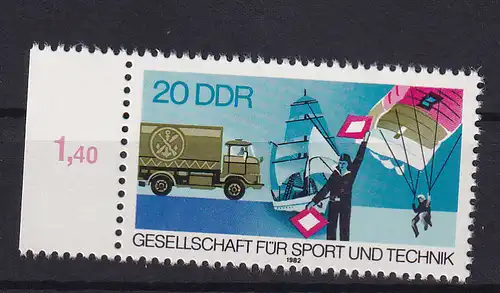 20 DDR
1,40
GESELLSCHAFT FÜR SPORT UND TECHNIK
1982